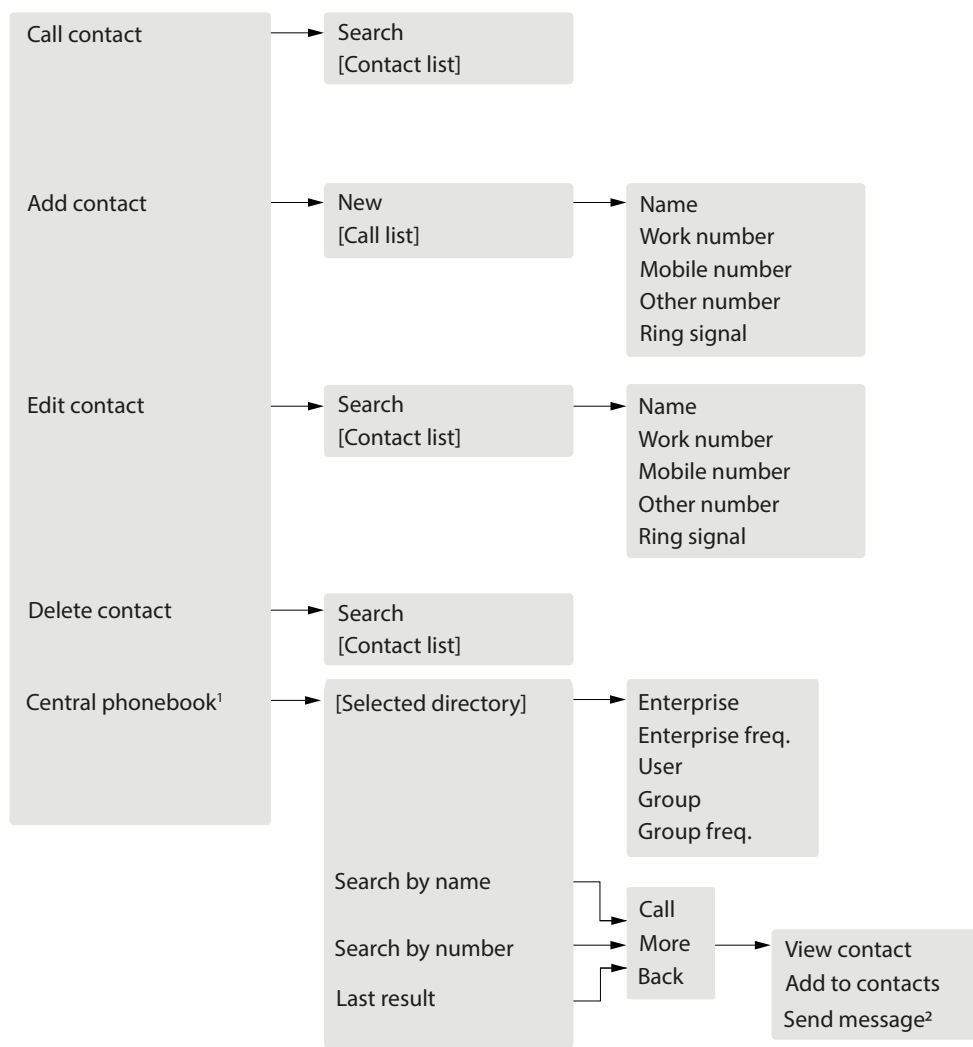 Call contact
Search
[Contact list]
Add contact
New
[Call list]
Name
Work number
Mobile number
Other number
Ring signal
Edit contact
Search
[Contact list]
Name
Work number
Mobile number
Other number
Ring signal
Delete contact
Search
[Contact list]
Central phonebook¹
[Selected directory]
Enterprise
Enterprise freq.
User
Group
Group freq.
Search by name
Search by number
Last result
Call
More
Back
View contact
Add to contacts
Send message²